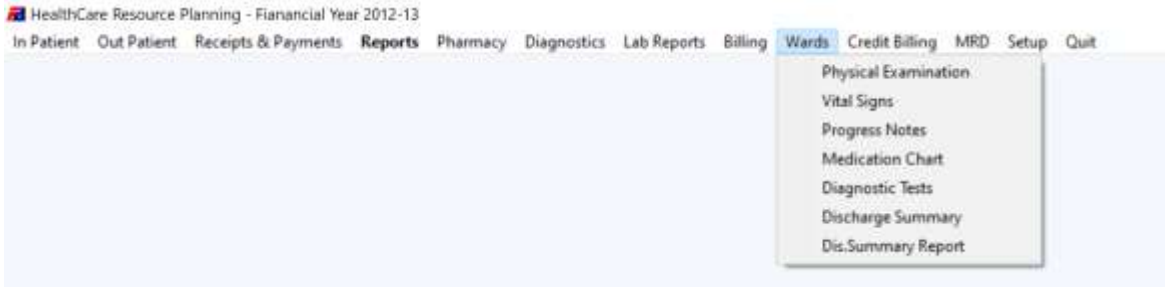 HealthCare Resource Planning - Fianancial Year 2012-13
In Patient Out Patient Receipts & Payments Reports Pharmacy Diagnostics Lab Reports Billing Wards Credit Billing MRD Setup Quit
Physical Examination
Vital Signs
Progress Notes
Medication Chart
Diagnostic Tests
Discharge Summary
Dis.Summary Report